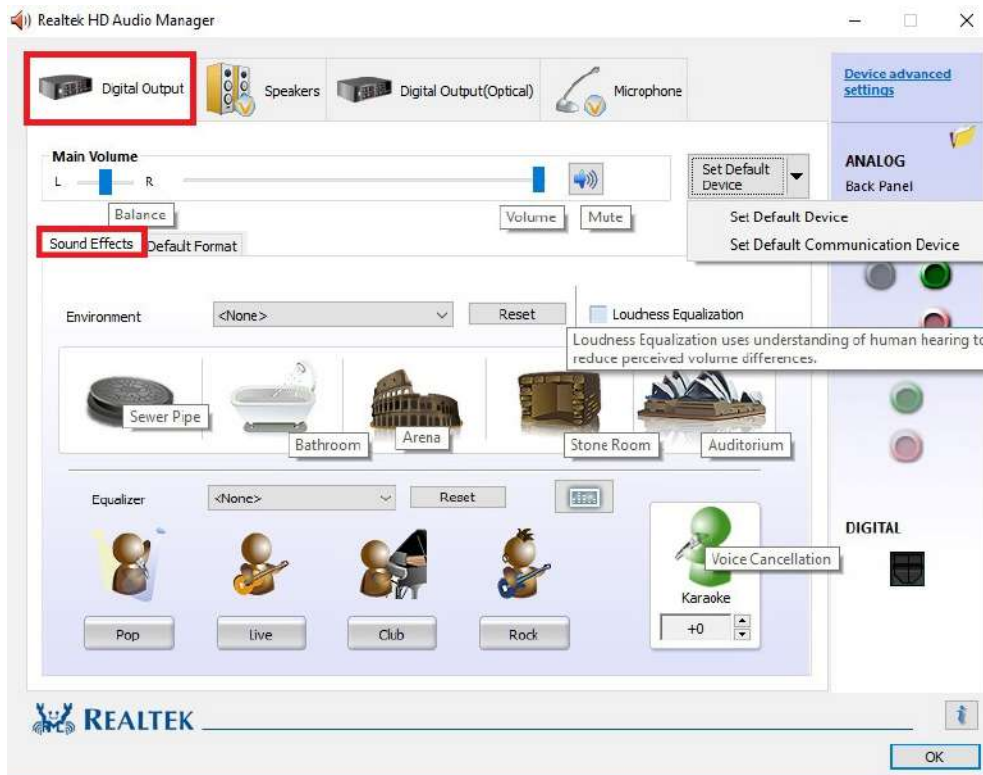 Realtek HD Audio Manager
Digital Output
Speakers
Digital Output(Optical)
Microphone
Device advanced
settings
Main Volume
L R
Set Default
Device
ANALOG
Back Panel
Balance
Volume
Mute
Set Default Device
Set Default Communication Device
Sound Effects
Default Format
Environment
<None>
Reset
Loudness Equalization
Loudness Equalization uses understanding of human hearing to
reduce perceived volume differences.
Sewer Pipe
Bathroom
Arena
Stone Room
Auditorium
Equalizer
<None>
Reset
DIGITAL
Voice Cancellation
Karaoke
+0
Pop
Live
Club
Rock
REALTEK
i
OK